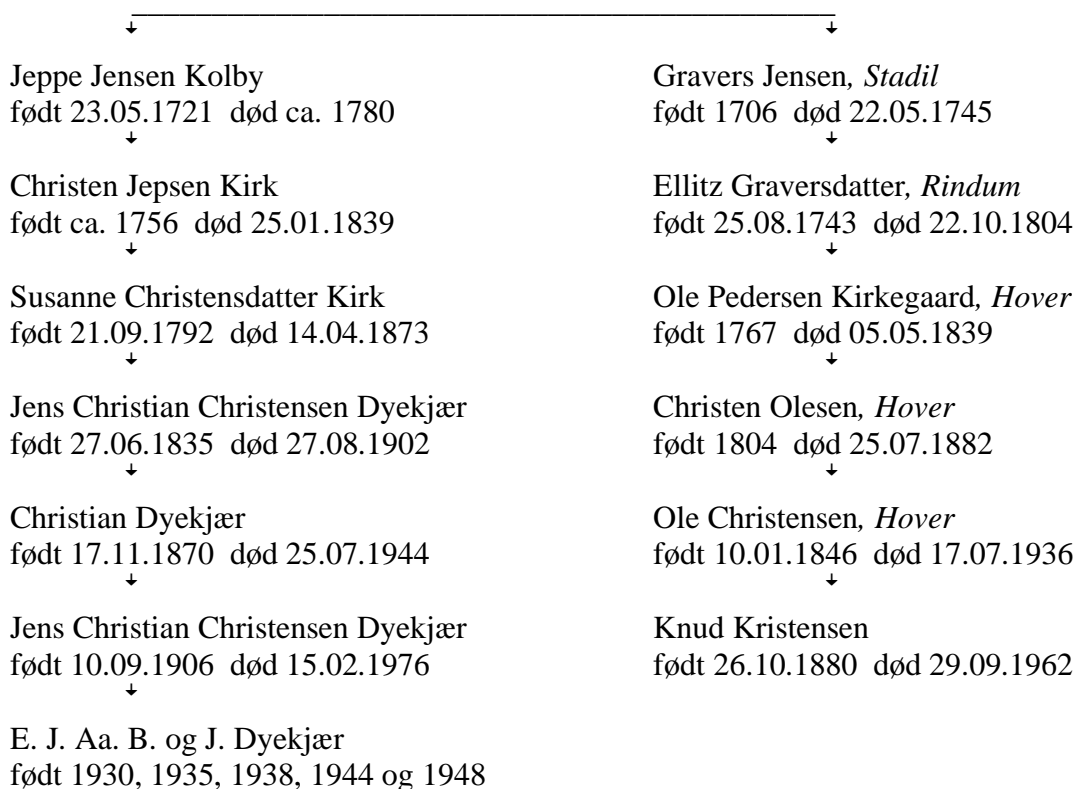 Jeppe Jensen Kolby
født 23.05.1721  død ca. 1780
Christen Jepsen Kirk
født ca. 1756  død 25.01.1839
Susanne Christensdatter Kirk
født 21.09.1792  død 14.04.1873
Jens Christian Christensen Dyekjær
født 27.06.1835  død 27.08.1902
Christian Dyekjær
født 17.11.1870  død 25.07.1944
Jens Christian Christensen Dyekjær
født 10.09.1906  død 15.02.1976
E. J. Aa. B. og J. Dyekjær
født 1930, 1935, 1938, 1944 og 1948
Gravers Jensen, Stadil
født 1706  død 22.05.1745
Ellitz Graversdatter, Rindum
født 25.08.1743  død 22.10.1804
Ole Pedersen Kirkegaard, Hover
født 1767  død 05.05.1839
Christen Olesen, Hover
født 1804  død 25.07.1882
Ole Christensen, Hover
født 10.01.1846  død 17.07.1936
Knud Kristensen
født 26.10.1880  død 29.09.1962